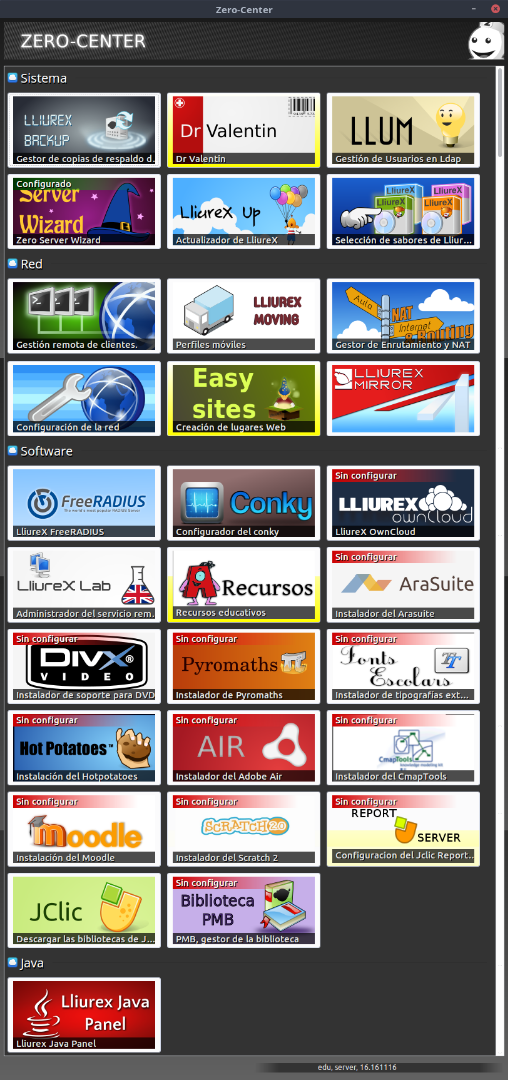 Zero-Center
ZERO-CENTER
Sistema
LLIUREX
BACKUP
Gestor de copias de respaldo d...
Dr Valentin
Dr Valentin
LLUM
Gestión de Usuarios en Ldap
Configurado
Server
Wizard
Zero Server Wizard
LliureX Up
Actualizador de LliureX
LliureX
LliureX
LliureX
Selección de sabores de Lliur...
Red
Gestión remota de clientes.
LLIUREX
MOVING
Perfiles móviles
Auto
NAT
Internet
& Routing
Gestor de Enrutamiento y NAT
Configuración de la red
Easy
sites
Creación de lugares Web
LLIUREX
MIRROR
Software
FreeRADIUS
The world's most popular RADIUS Server
LliureX FreeRADIUS
Conky
Configurador del conky
Sin configurar
LLIUREX
ownCloud
LliureX OwnCloud
LliureX Lab
Administrador del servicio rem...
Recursos
Recursos educativos
Sin configurar
AraSuite
Instalador del Arasuite
Sin configurar
DIVX
VIDEO
Instalador de soporte para DVD
Sin configurar
Pyromaths
Instalador de Pyromaths
Sin configurar
Fonts
Escolars
Instalador de tipografías ext...
Sin configurar
Hot Potatoes™
Instalación del Hotpotatoes
Sin configurar
AIR
Instalador del Adobe Air
Sin configurar
CmapTools
Instalador del CmapTools
Sin configurar
moodle
Instalación del Moodle
Sin configurar
SCRATCH 2.0
Instalador del Scratch 2
Sin configurar
REPORT
SERVER
Configuracion del Jclic Report...
JClic
Descargar las bibliotecas de J...
Sin configurar
Biblioteca
PMB
PMB, gestor de la biblioteca
Java
Lliurex Java
Panel
Lliurex Java Panel
edu, server, 16.161116